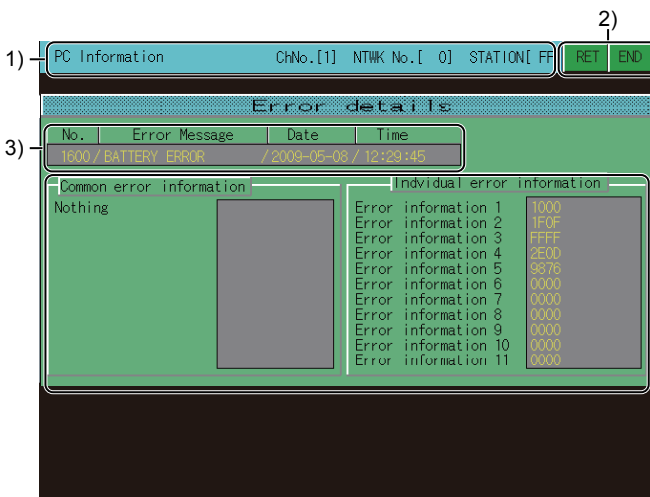 2)
1) PC Information ChNo.[1] NTWK No.[ 0] STATION[ FF RET END
Error details
3) No. Error Message Date Time
1600 / BATTERY ERROR / 2009-05-08 / 12:29:45
Common error information Indvidual error information
Nothing Error information 1 1000
Error information 2 1F0F
Error information 3 FFFF
Error information 4 2E0D
Error information 5 9876
Error information 6 0000
Error information 7 0000
Error information 8 0000
Error information 9 0000
Error information 10 0000
Error information 11 0000